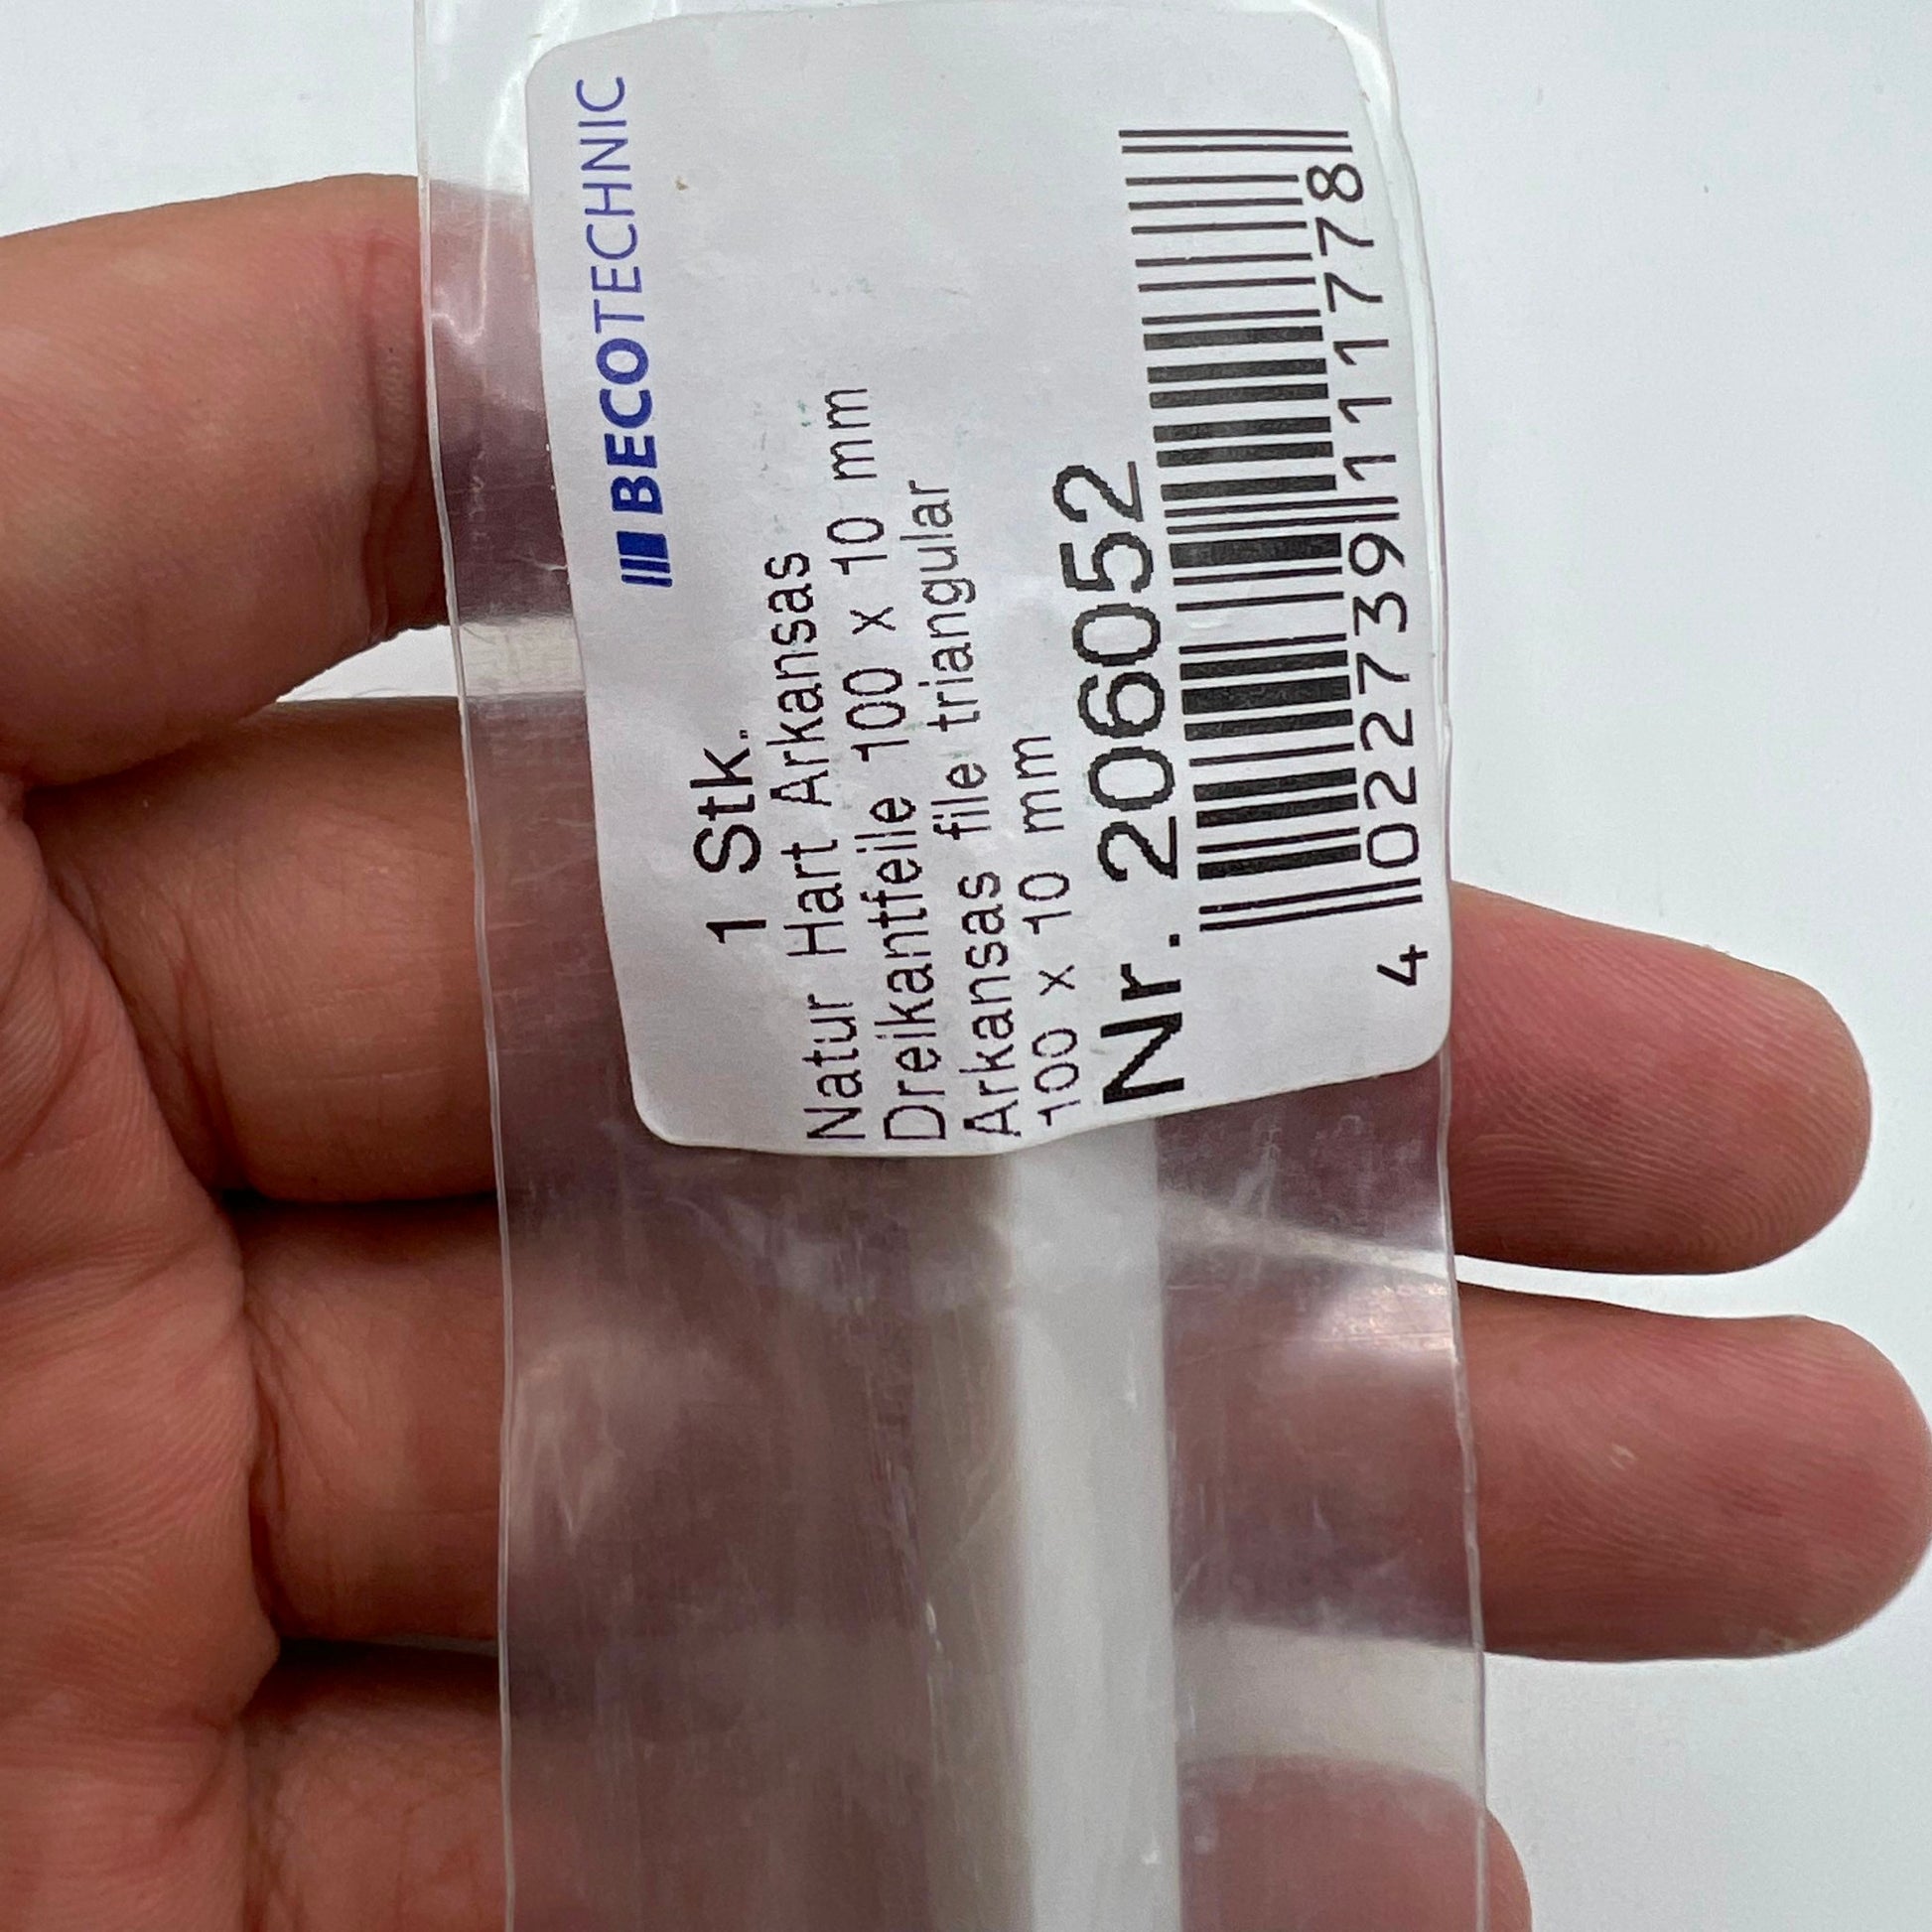 BECOTECHNIC
1 Stk.
Natur Hart Arkansas
Dreikantfeile 100 x 10 mm
Arkansas file triangular
100 x 10 mm
Nr. 206052
4 022739 111778